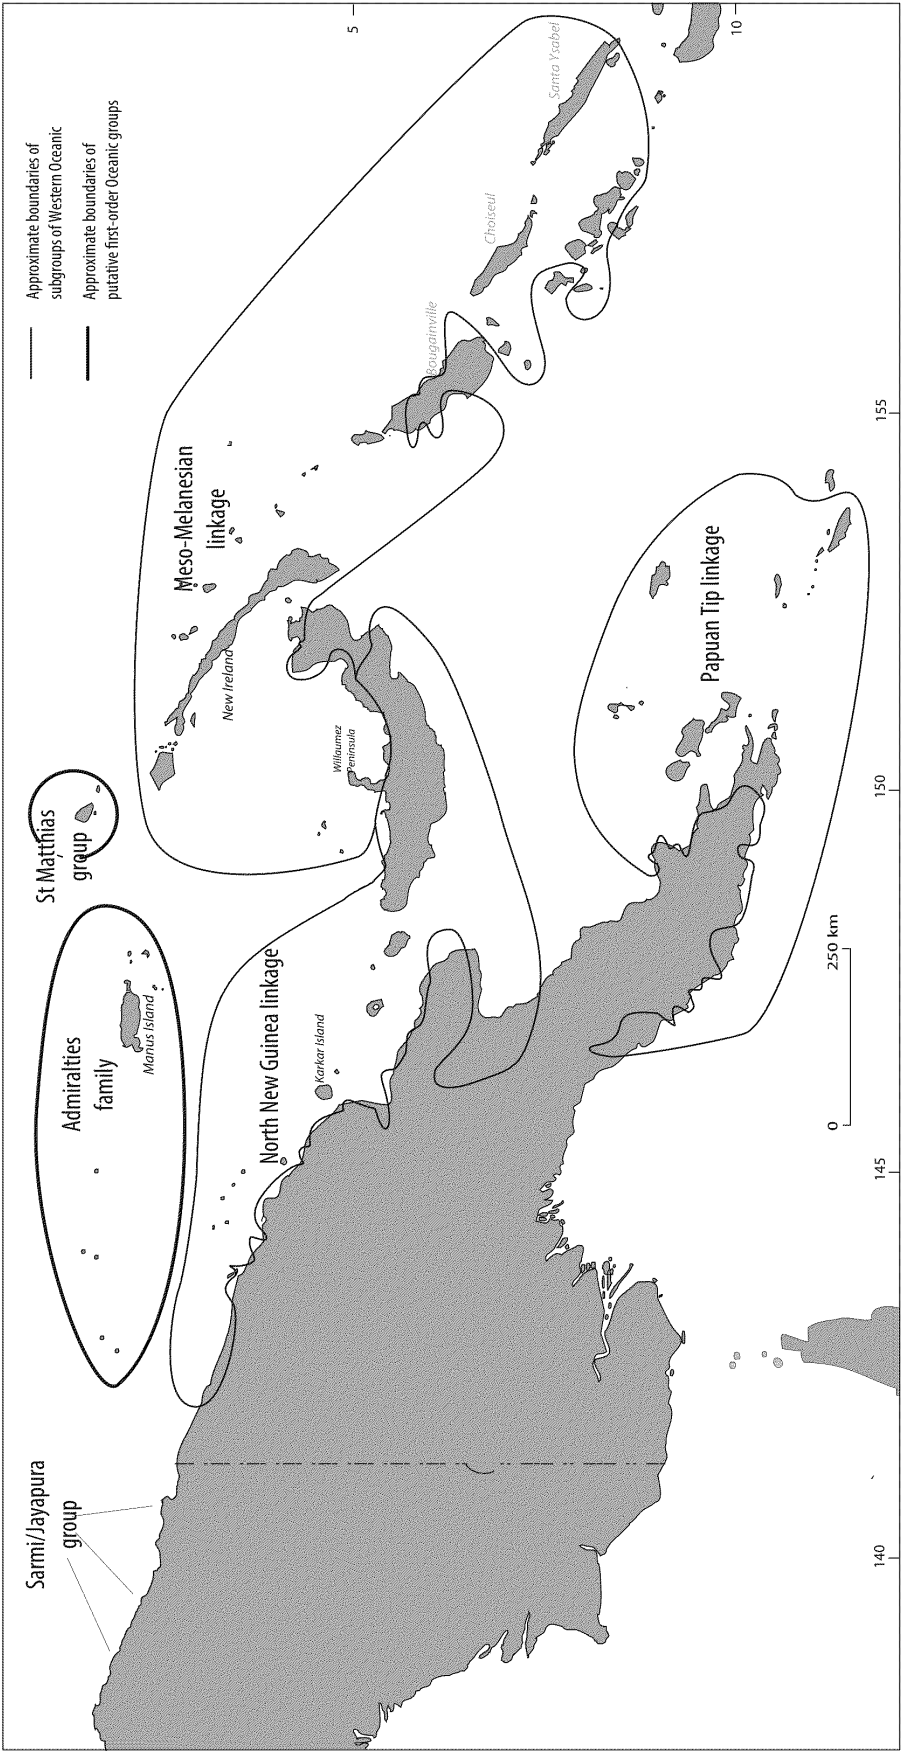 Approximate boundaries of
subgroups of Western Oceanic
Approximate boundaries of
putative first-order Oceanic groups
Sarmi/Jayapura
group
Admiralties
family
Manus Island
St Matthias
group
Meso-Melanesian
linkage
New Ireland
Willaumez
Peninsula
North New Guinea linkage
Karkar Island
Bougainville
Choiseul
Santa Ysabel
Papuan Tip linkage
0
250 km
5
10
140
145
150
155